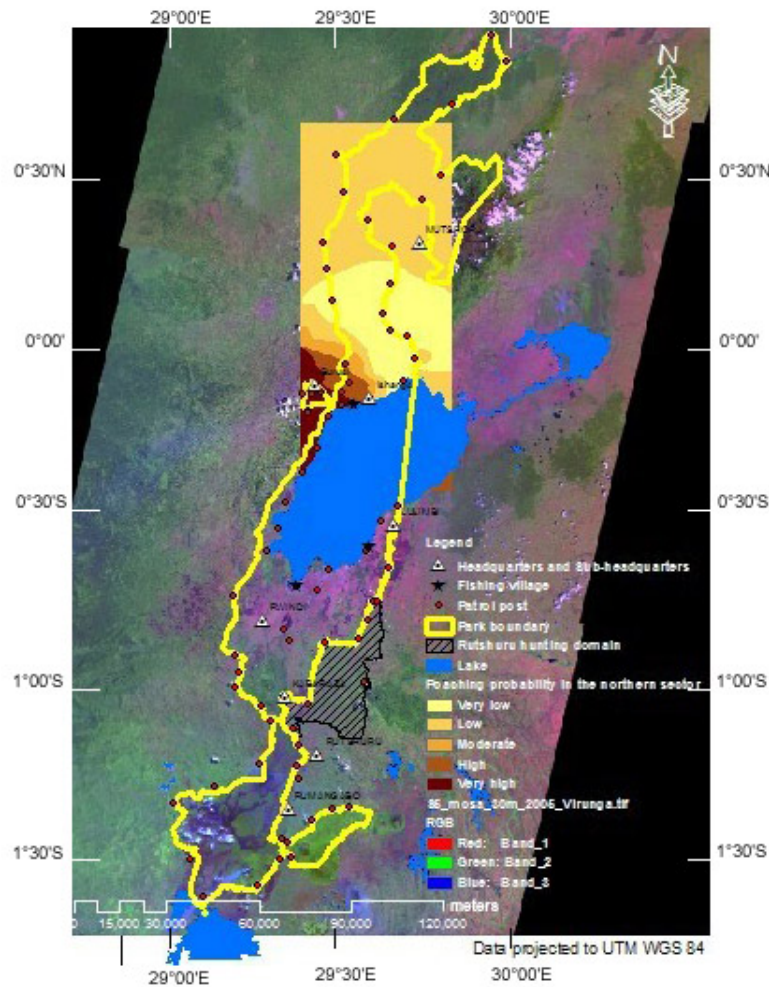 29°00'E
29°30'E
30°00'E
N
0°30'N
0°30'N
MUTSORA
0°00'
0°00'
0°30'S
0°30'S
LULIMBI
Legend
Headquarters and Sub-headquarters
Fishing village
Patrol post
RWINDI
Park boundary
Rutshuru hunting domain
Lake
1°00'S
1°00'S
Poaching probability in the northern sector
Very low
Low
Moderate
RUTSHURU
High
Very high
RUMANGABO
85_mosa_30m_2005_Virunga.tif
RGB
Red: Band_1
1°30'S
1°30'S
Green: Band_2
Blue: Band_3
meters
0 15,000 30,000 60,000 90,000 120,000
Data projected to UTM WGS 84
29°00'E
29°30'E
30°00'E